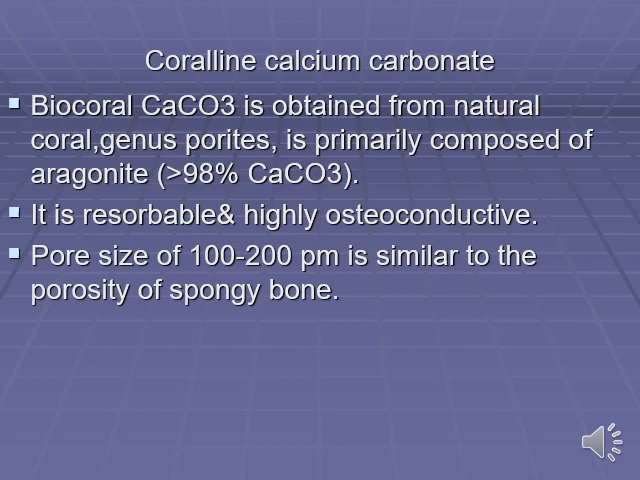 Coralline calcium carbonate
Biocoral CaCO3 is obtained from natural
coral,genus porites, is primarily composed of
aragonite (>98% CaCO3).
It is resorbable& highly osteoconductive.
Pore size of 100-200 pm is similar to the
porosity of spongy bone.